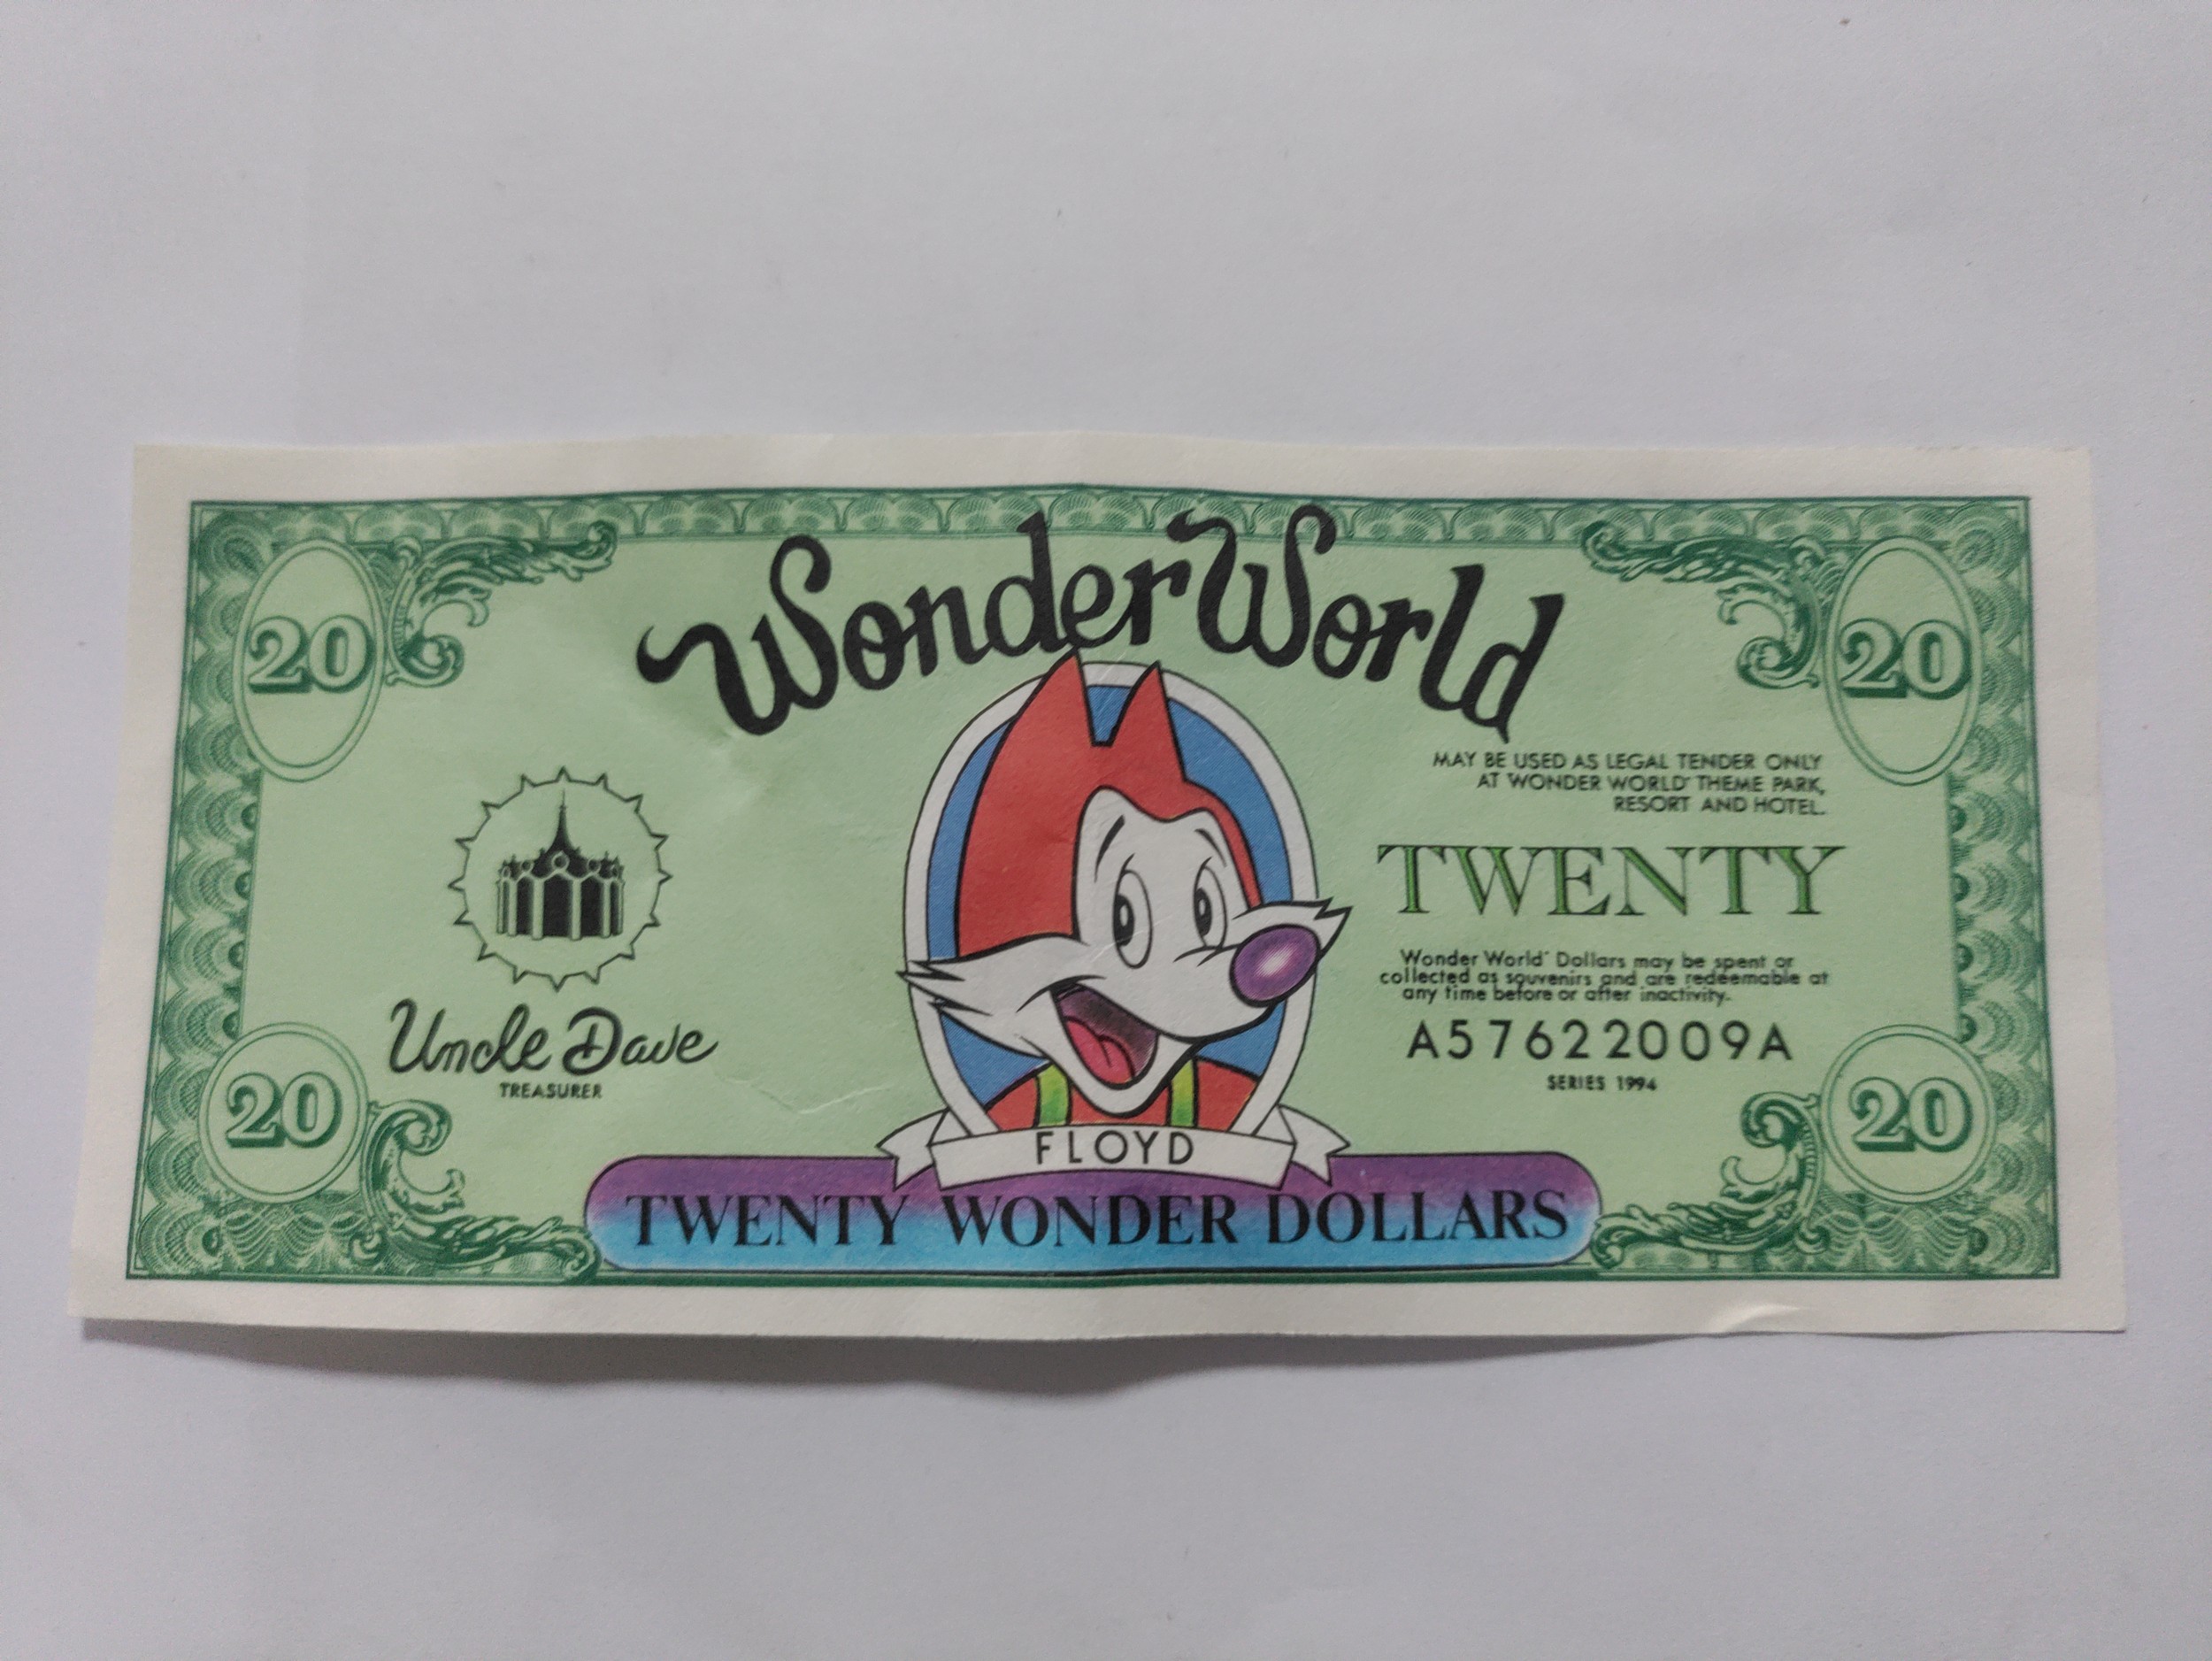 WonderWorld
20
20
MAY BE USED AS LEGAL TENDER ONLY
AT WONDER WORLD THEME PARK,
RESORT AND HOTEL.
TWENTY
Wonder World Dollars may be spent or
collected as souvenirs and are redeemable at
any time before or after inactivity.
A57622009A
SERIES 1994
Uncle Dave
TREASURER
20
20
FLOYD
TWENTY WONDER DOLLARS